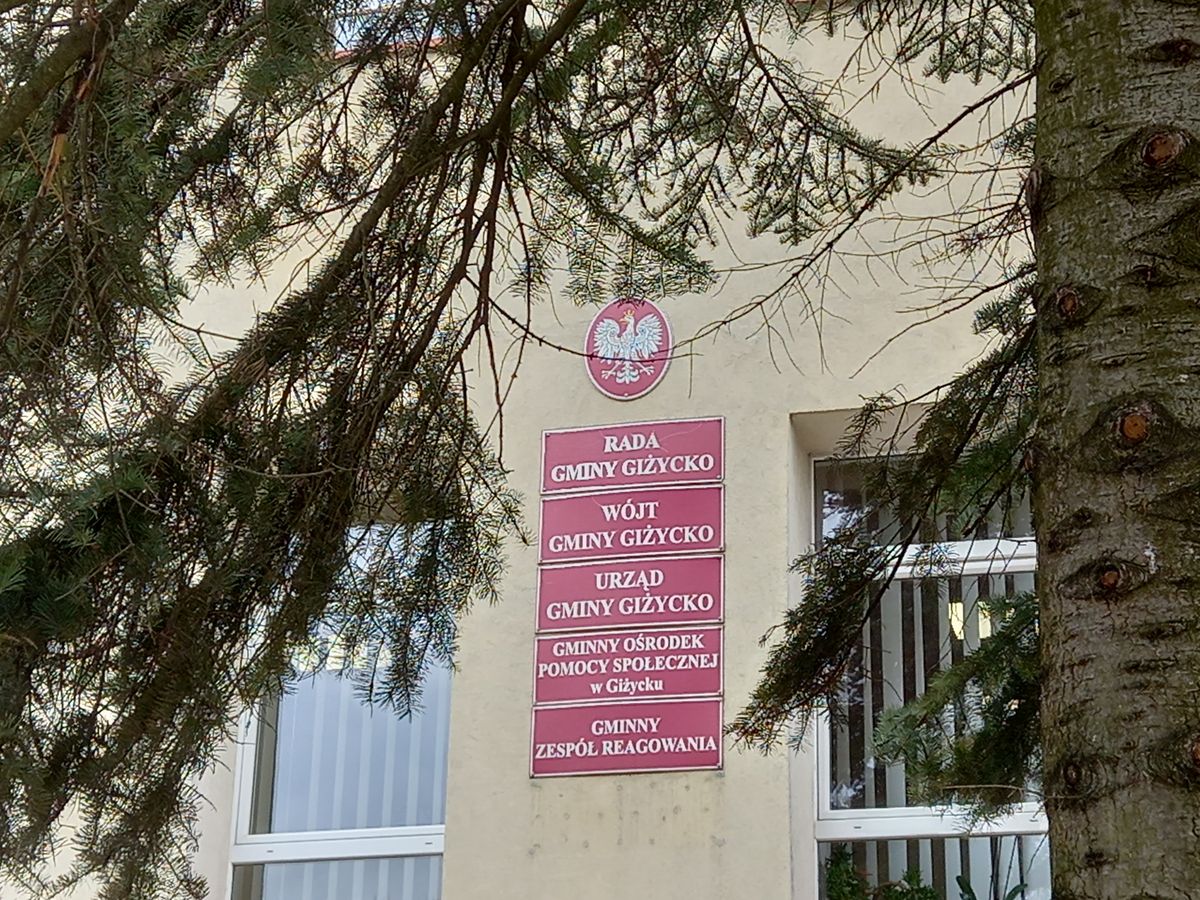 RADA
GMINY GIŻYCKO
WÓJT
GMINY GIŻYCKO
URZĄD
GMINY GIŻYCKO
GMINNY OŚRODEK
POMOCY SPOŁECZNEJ
w Giżycku
GMINNY
ZESPÓŁ REAGOWANIA